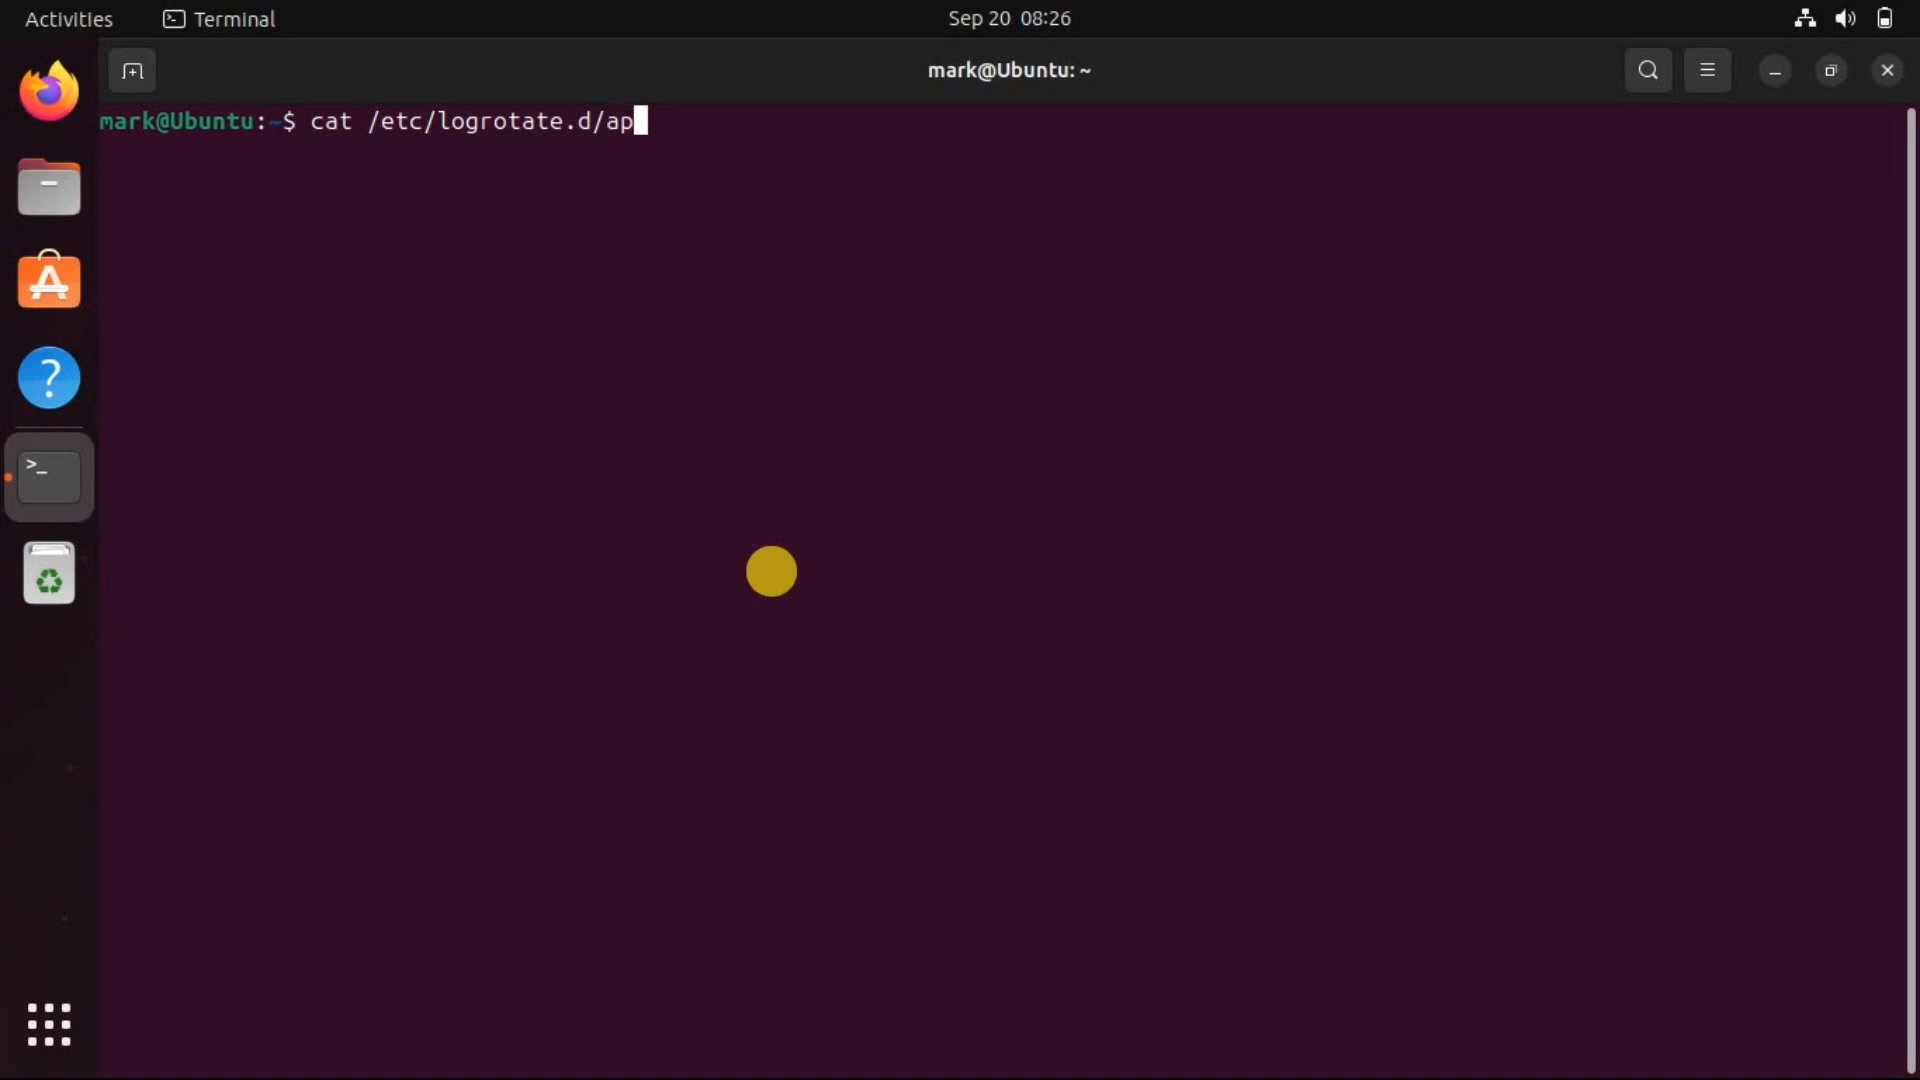 Activities Terminal Sep 20 08:26
mark@Ubuntu: ~
mark@Ubuntu:~$ cat /etc/logrotate.d/ap